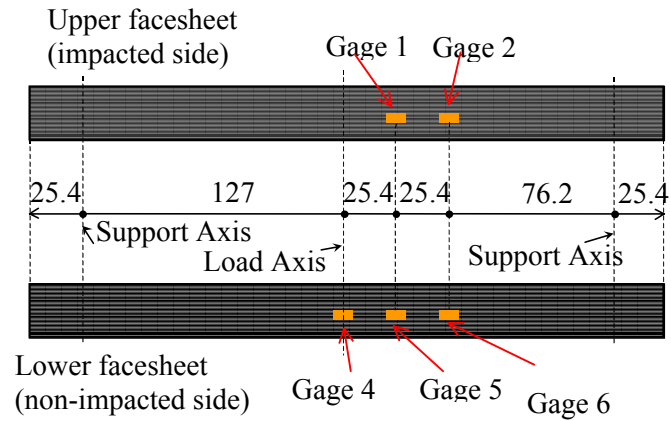 Upper facesheet
(impacted side)
Gage 1
Gage 2
25.4
127
25.4
25.4
76.2
25.4
Support Axis
Load Axis
Support Axis
Lower facesheet
(non-impacted side)
Gage 4
Gage 5
Gage 6